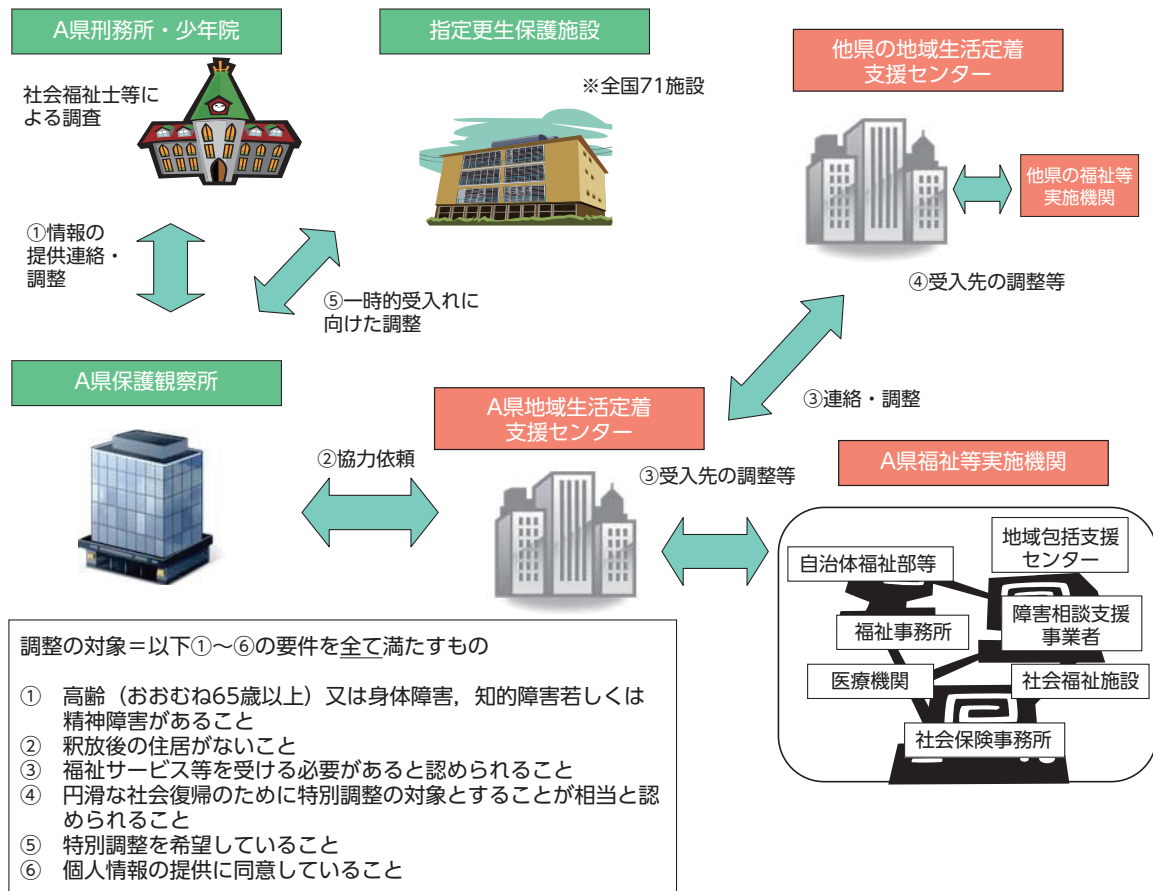 A県刑務所・少年院
指定更生保護施設
他県の地域生活定着
支援センター
社会福祉士等に
よる調査
※全国71施設
他県の福祉等
実施機関
①情報の
提供連絡・
調整
⑤一時的受入れに
向けた調整
④受入先の調整等
A県保護観察所
A県地域生活定着
支援センター
③連絡・調整
②協力依頼
③受入先の調整等
A県福祉等実施機関
地域包括支援
センター
自治体福祉部等
福祉事務所
障害相談支援
事業者
医療機関
社会福祉施設
社会保険事務所
調整の対象＝以下①～⑥の要件を全て満たすもの
① 高齢（おおむね65歳以上）又は身体障害，知的障害若しくは
精神障害があること
② 釈放後の住居がないこと
③ 福祉サービス等を受ける必要があると認められること
④ 円滑な社会復帰のために特別調整の対象とすることが相当と認
められること
⑤ 特別調整を希望していること
⑥ 個人情報の提供に同意していること